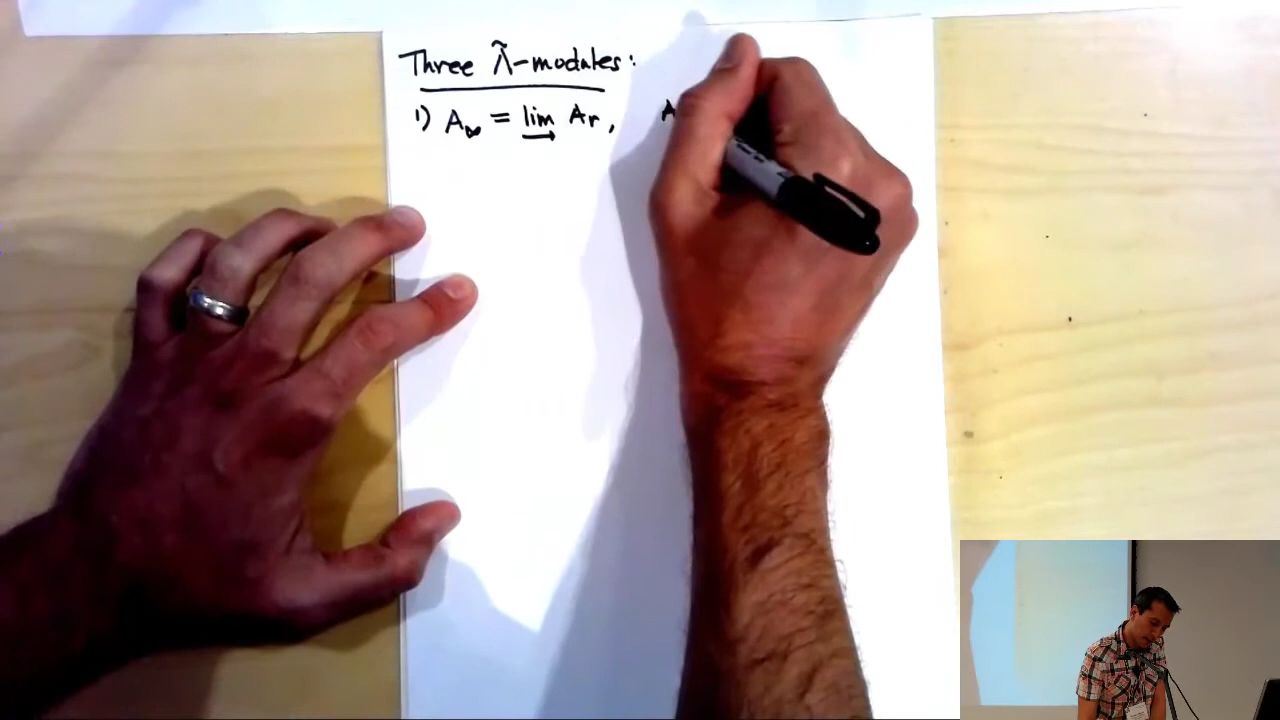 Three λ̃-modules:
1) A∞ = lim→ Ar, A